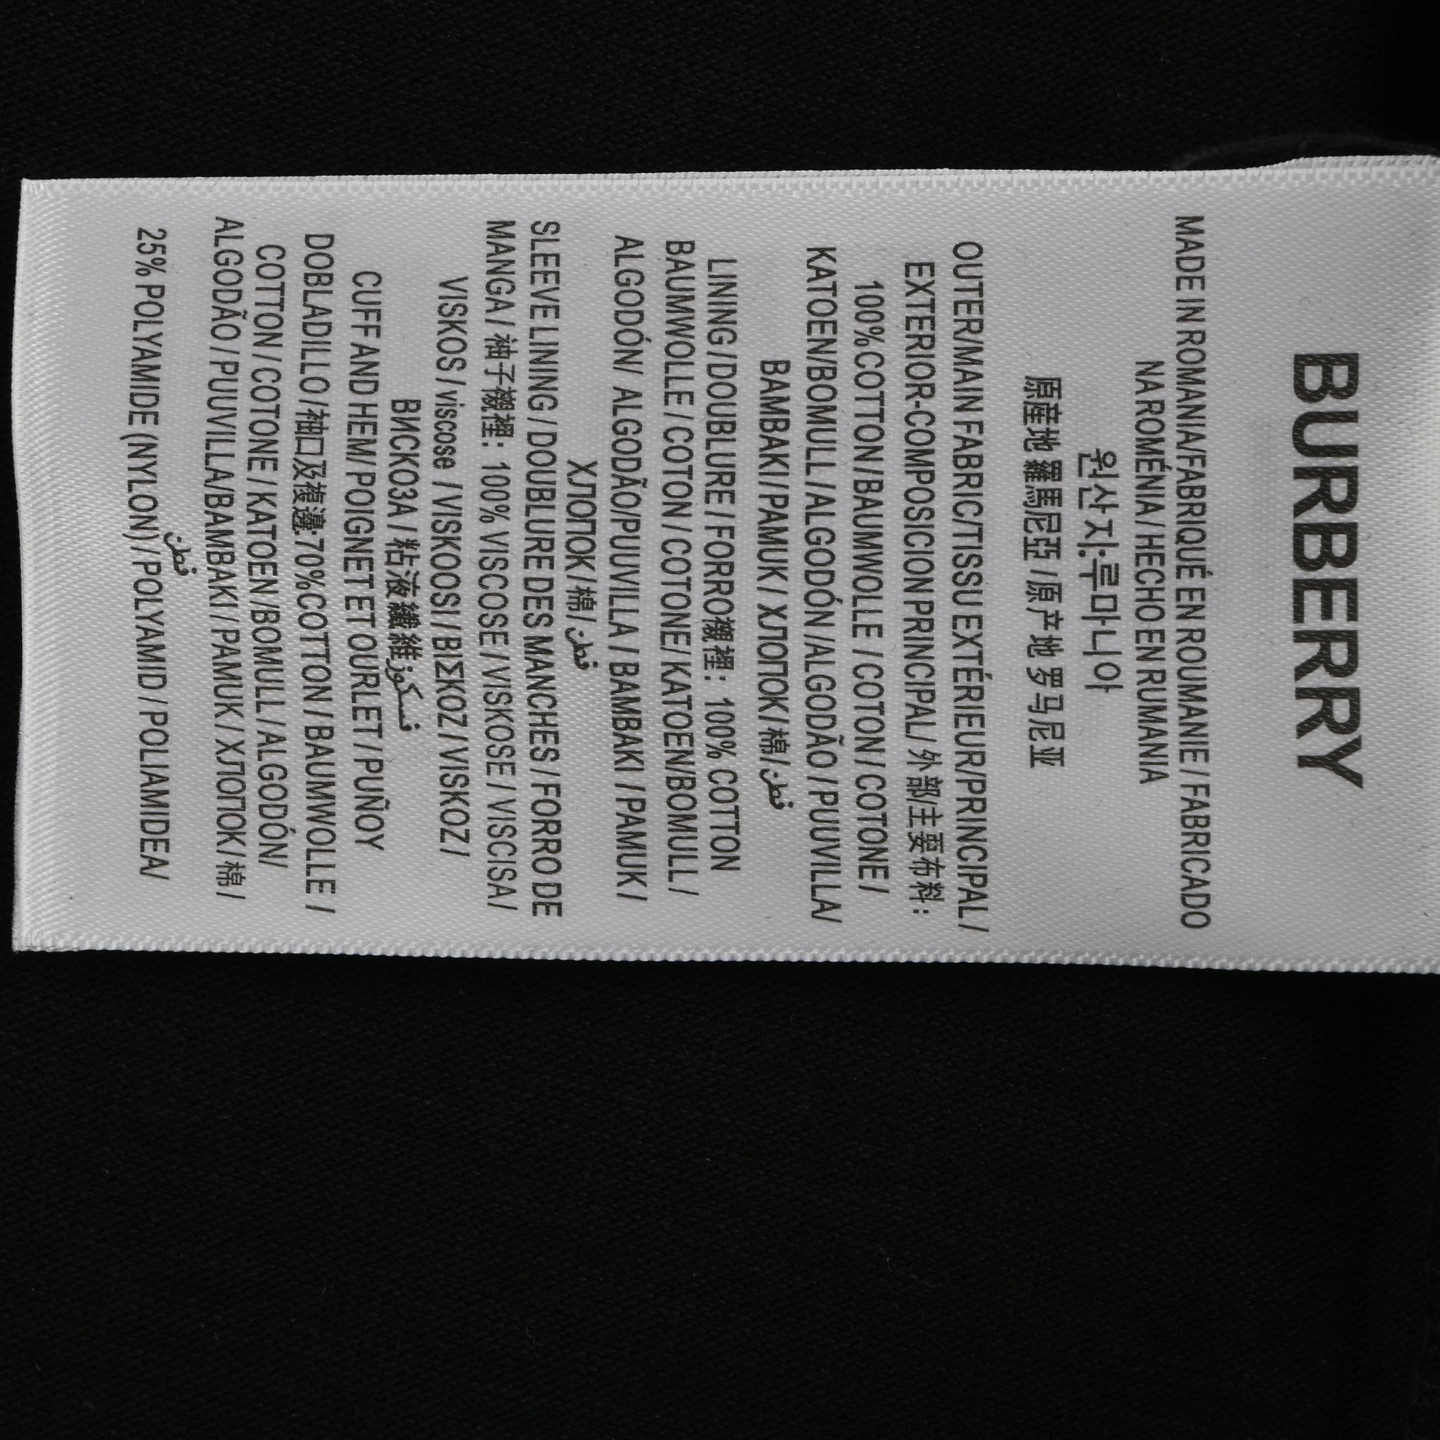 BURBERRY
MADE IN ROMANIA/FABRIQUÉ EN ROUMANIE / FABRICADO
NA ROMÉNIA / HECHO EN RUMANIA
원산지:루마니아
原産地 羅馬尼亞 / 原产地 罗马尼亚
OUTER/MAIN FABRIC/TISSU EXTÉRIEUR/PRINCIPAL /
EXTERIOR-COMPOSICION PRINCIPAL/ 外部/主要布料:
100%COTTON/BAUMWOLLE / COTON / COTONE /
KATOEN/BOMULL / ALGODÓN /ALGODÃO / PUUVILLA/
BAMBAKI / PAMUK / ХЛОПОК/ 棉/ قطن
LINING / DOUBLURE / FORRO 襯裡: 100% COTTON
BAUMWOLLE / COTON / COTONE/ KATOEN/BOMULL /
ALGODÓN/ ALGODÃO/PUUVILLA / BAMBAKI / PAMUK /
ХЛОПОК/ 棉/ قطن
SLEEVE LINING / DOUBLURE DES MANCHES / FORRO DE
MANGA / 袖子襯裡: 100% VISCOSE / VISKOSE / VISCISA /
VISKOS / viscose / VISKOOSI / ΒΙΣΚΟΖ / VISKOZ /
ВИСКОЗА / 粘液纖維 فسكوز
CUFF AND HEM/ POIGNET ET OURLET / PUÑO Y
DOBLADILLO / 袖口及複邊:70%COTTON / BAUMWOLLE /
COTTON / COTONE / KATOEN /BOMULL / ALGODÓN/
ALGODÃO / PUUVILLA/BAMBAKI / PAMUK / ХЛОПОК / 棉 /
قطن
25% POLYAMIDE (NYLON) / POLYAMID / POLIAMIDEA/